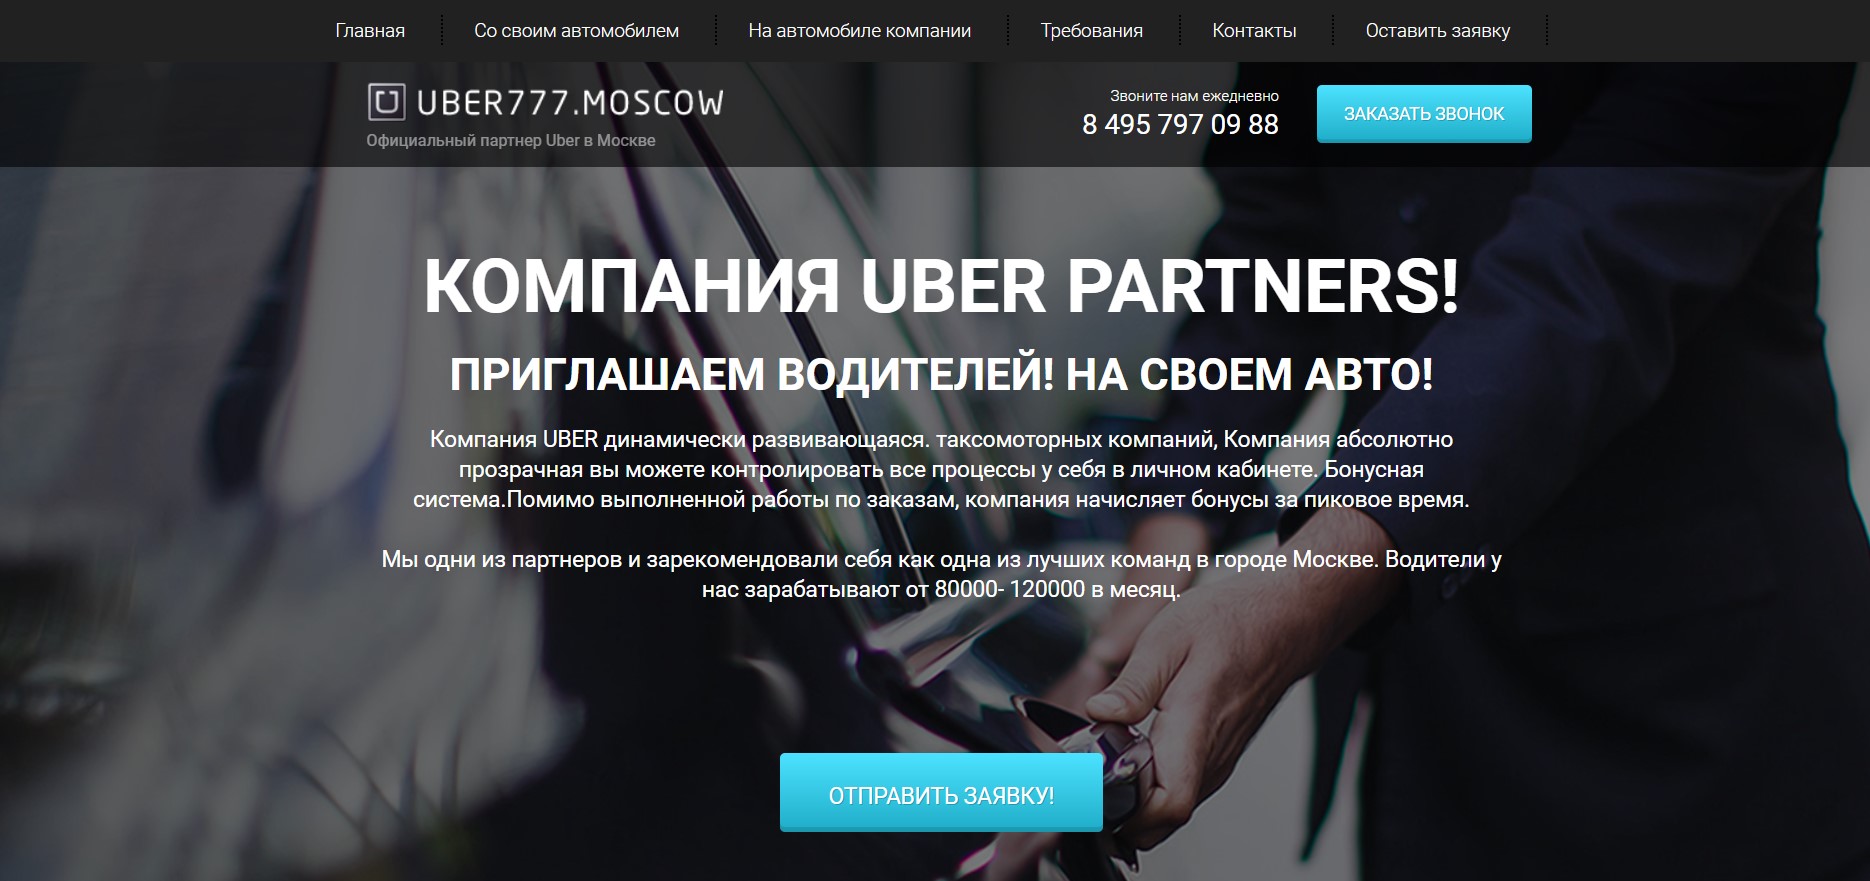 Главная
Со своим автомобилем
На автомобиле компании
Требования
Контакты
Оставить заявку
UBER777.MOSCOW
Официальный партнер Uber в Москве
Звоните нам ежедневно
8 495 797 09 88
ЗАКАЗАТЬ ЗВОНОК
КОМПАНИЯ UBER PARTNERS!
ПРИГЛАШАЕМ ВОДИТЕЛЕЙ! НА СВОЕМ АВТО!
Компания UBER динамически развивающаяся. таксомоторных компаний, Компания абсолютно
прозрачная вы можете контролировать все процессы у себя в личном кабинете. Бонусная
система.Помимо выполненной работы по заказам, компания начисляет бонусы за пиковое время.
Мы одни из партнеров и зарекомендовали себя как одна из лучших команд в городе Москве. Водители у
нас зарабатывают от 80000- 120000 в месяц.
ОТПРАВИТЬ ЗАЯВКУ!